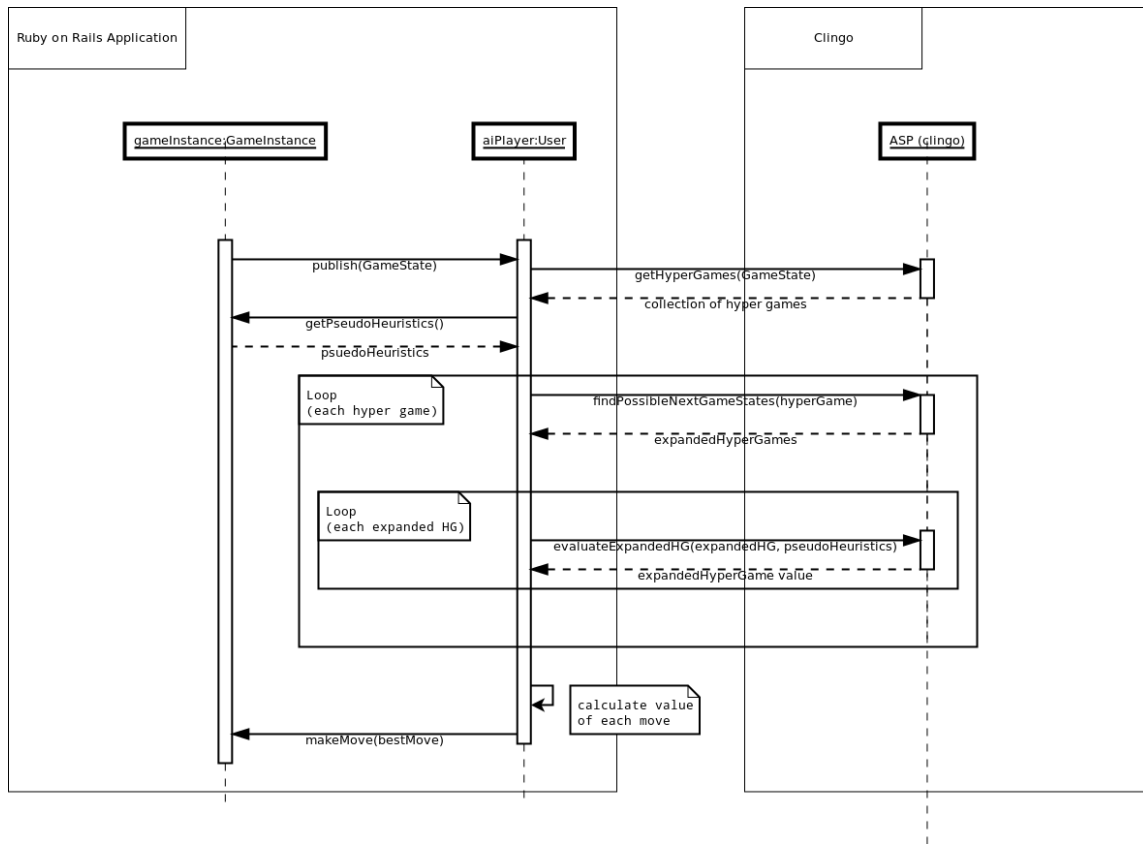 Ruby on Rails Application
Clingo
gameInstance:GameInstance
aiPlayer:User
ASP (clingo)
publish(GameState)
getHyperGames(GameState)
collection of hyper games
getPseudoHeuristics()
psuedoHeuristics
Loop
(each hyper game)
findPossibleNextGameStates(hyperGame)
expandedHyperGames
Loop
(each expanded HG)
evaluateExpandedHG(expandedHG, pseudoHeuristics)
expandedHyperGame value
calculate value
of each move
makeMove(bestMove)